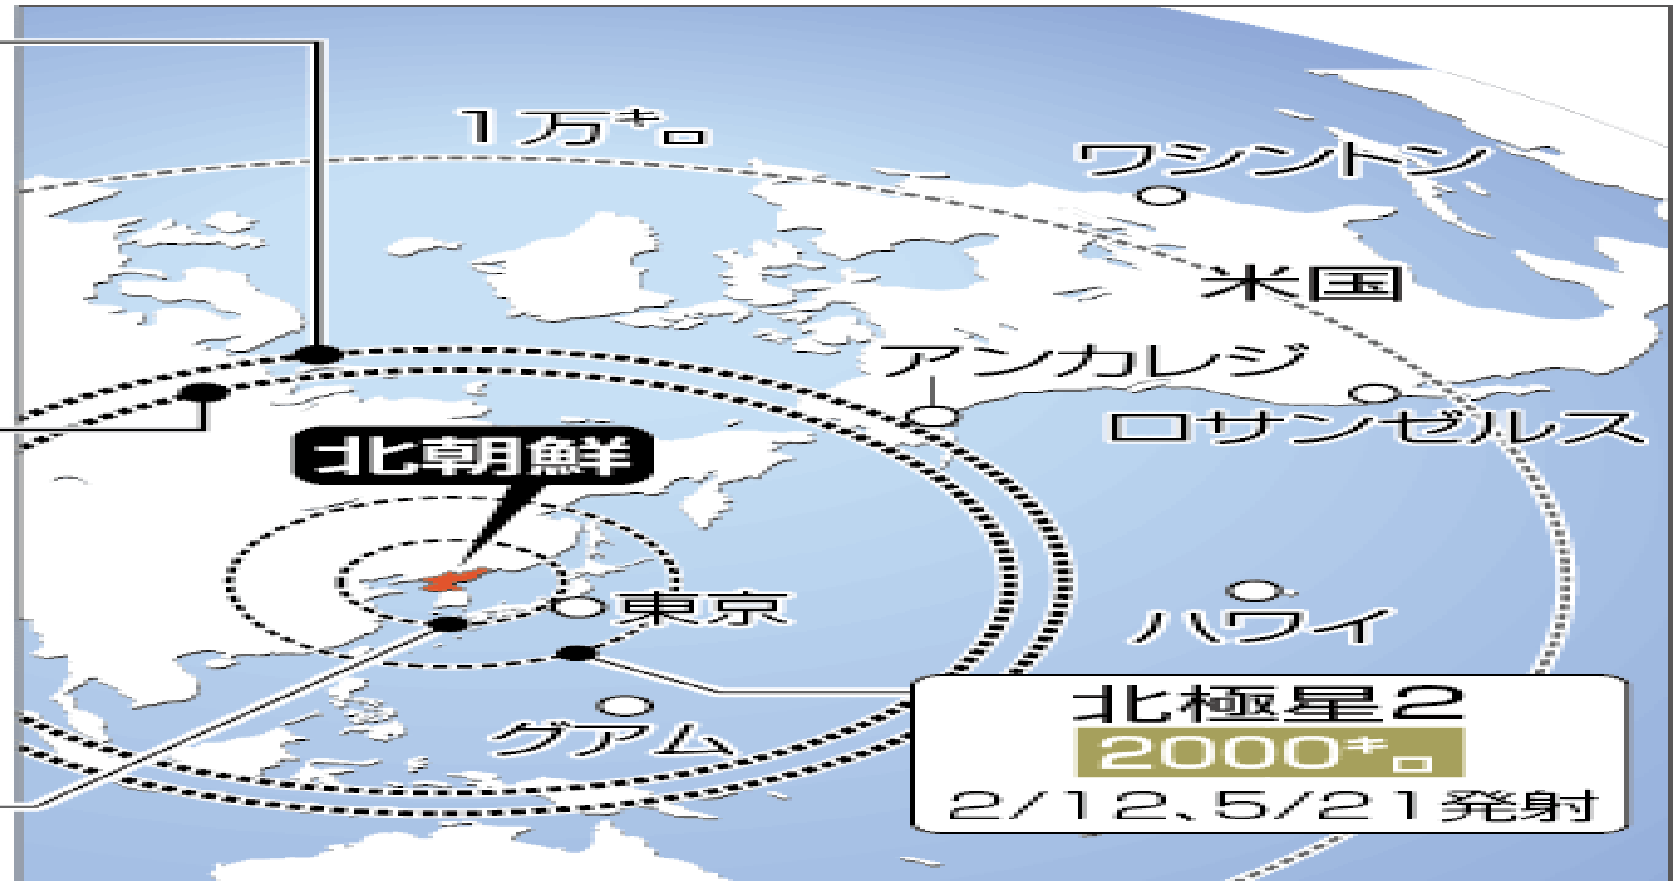 1万㌔
ワシントン
米国
アンカレジ
ロサンゼルス
北朝鮮
東京
ハワイ
グアム
北極星2
2000㌔
2/12、5/21発射